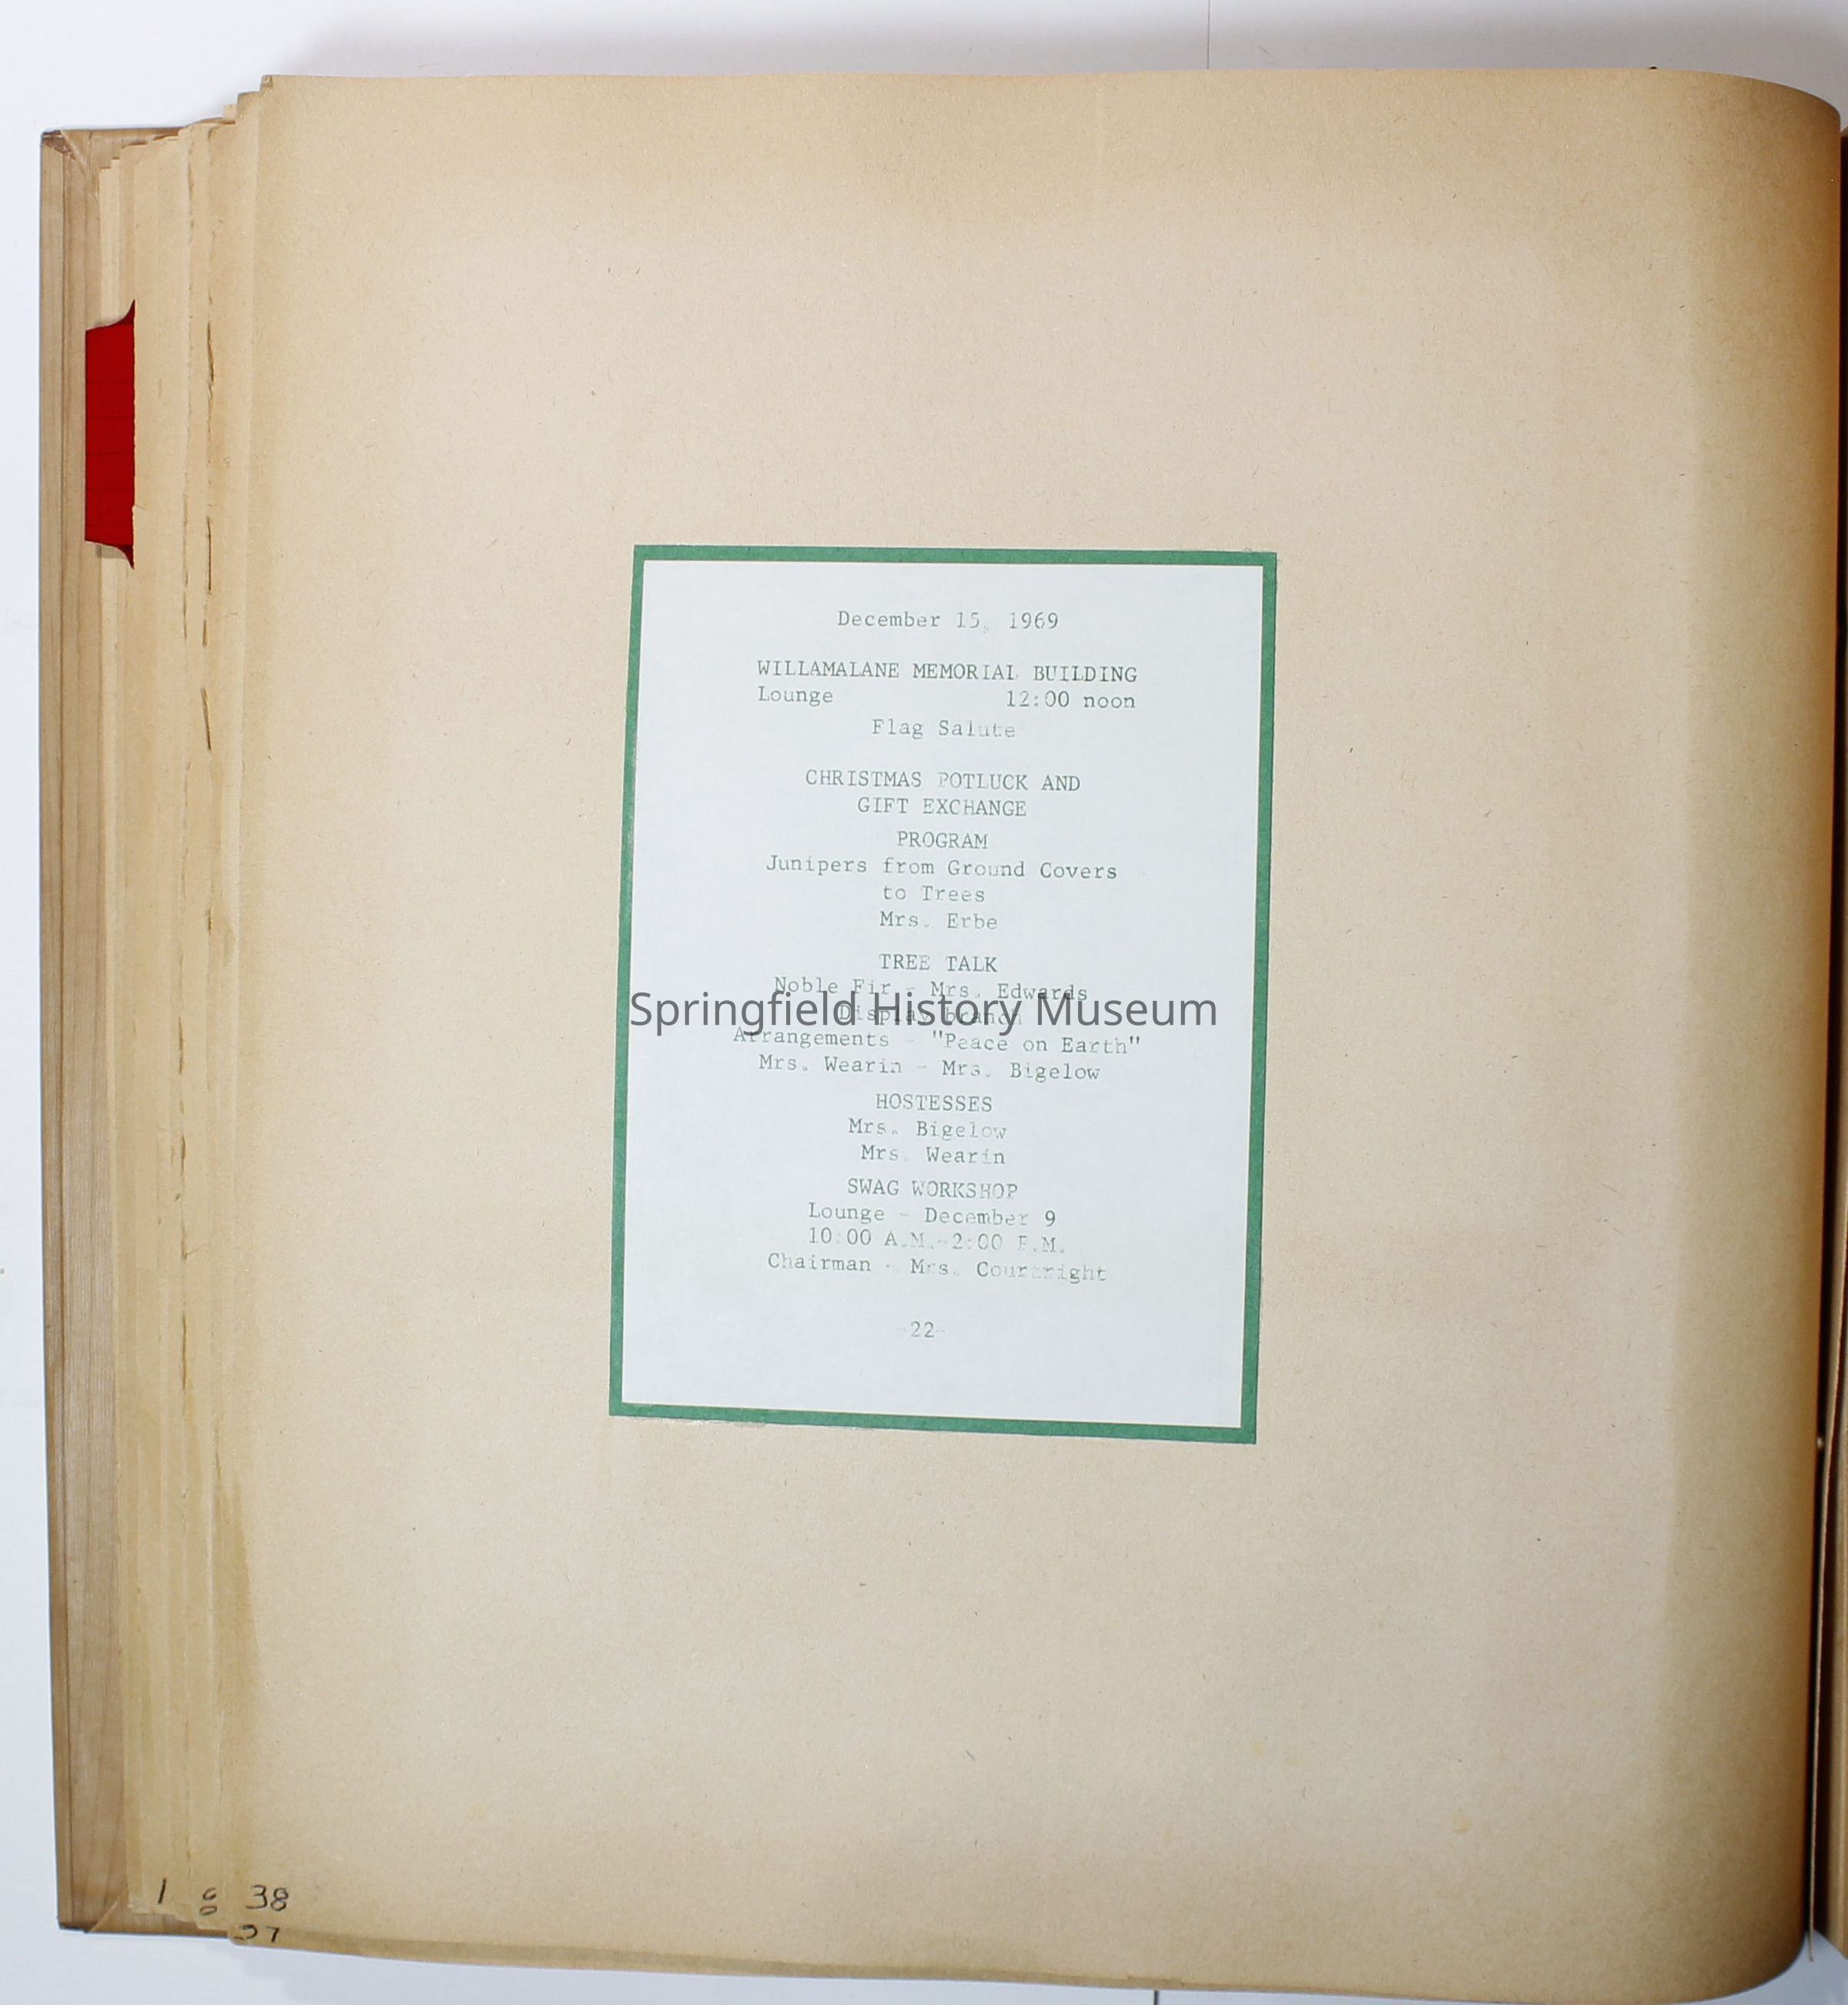 December 15, 1969
WILLAMALANE MEMORIAL BUILDING
Lounge 12:00 noon
Flag Salute
CHRISTMAS POTLUCK AND
GIFT EXCHANGE
PROGRAM
Junipers from Ground Covers
to Trees
Mrs. Erbe
TREE TALK
Noble Fir - Mrs. Edwards
Springfield History Museum
Display branch
Arrangements - "Peace on Earth"
Mrs. Wearin - Mrs. Bigelow
HOSTESSES
Mrs. Bigelow
Mrs. Wearin
SWAG WORKSHOP
Lounge - December 9
10:00 A.M.-2:00 P.M.
Chairman - Mrs. Courtright
-22-
1 38
37